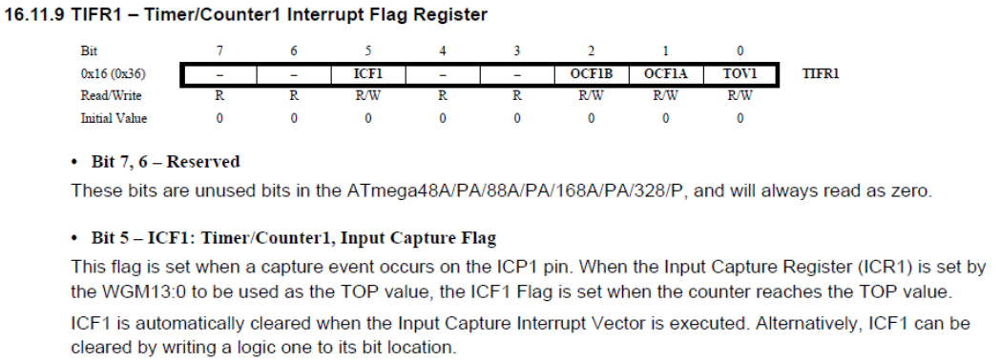 16.11.9 TIFR1 – Timer/Counter1 Interrupt Flag Register
Bit 7 6 5 4 3 2 1 0
0x16 (0x36) – – ICF1 – – OCF1B OCF1A TOV1 TIFR1
Read/Write R R R/W R R R/W R/W R/W
Initial Value 0 0 0 0 0 0 0 0
• Bit 7, 6 – Reserved
These bits are unused bits in the ATmega48A/PA/88A/PA/168A/PA/328/P, and will always read as zero.
• Bit 5 – ICF1: Timer/Counter1, Input Capture Flag
This flag is set when a capture event occurs on the ICP1 pin. When the Input Capture Register (ICR1) is set by
the WGM13:0 to be used as the TOP value, the ICF1 Flag is set when the counter reaches the TOP value.
ICF1 is automatically cleared when the Input Capture Interrupt Vector is executed. Alternatively, ICF1 can be
cleared by writing a logic one to its bit location.